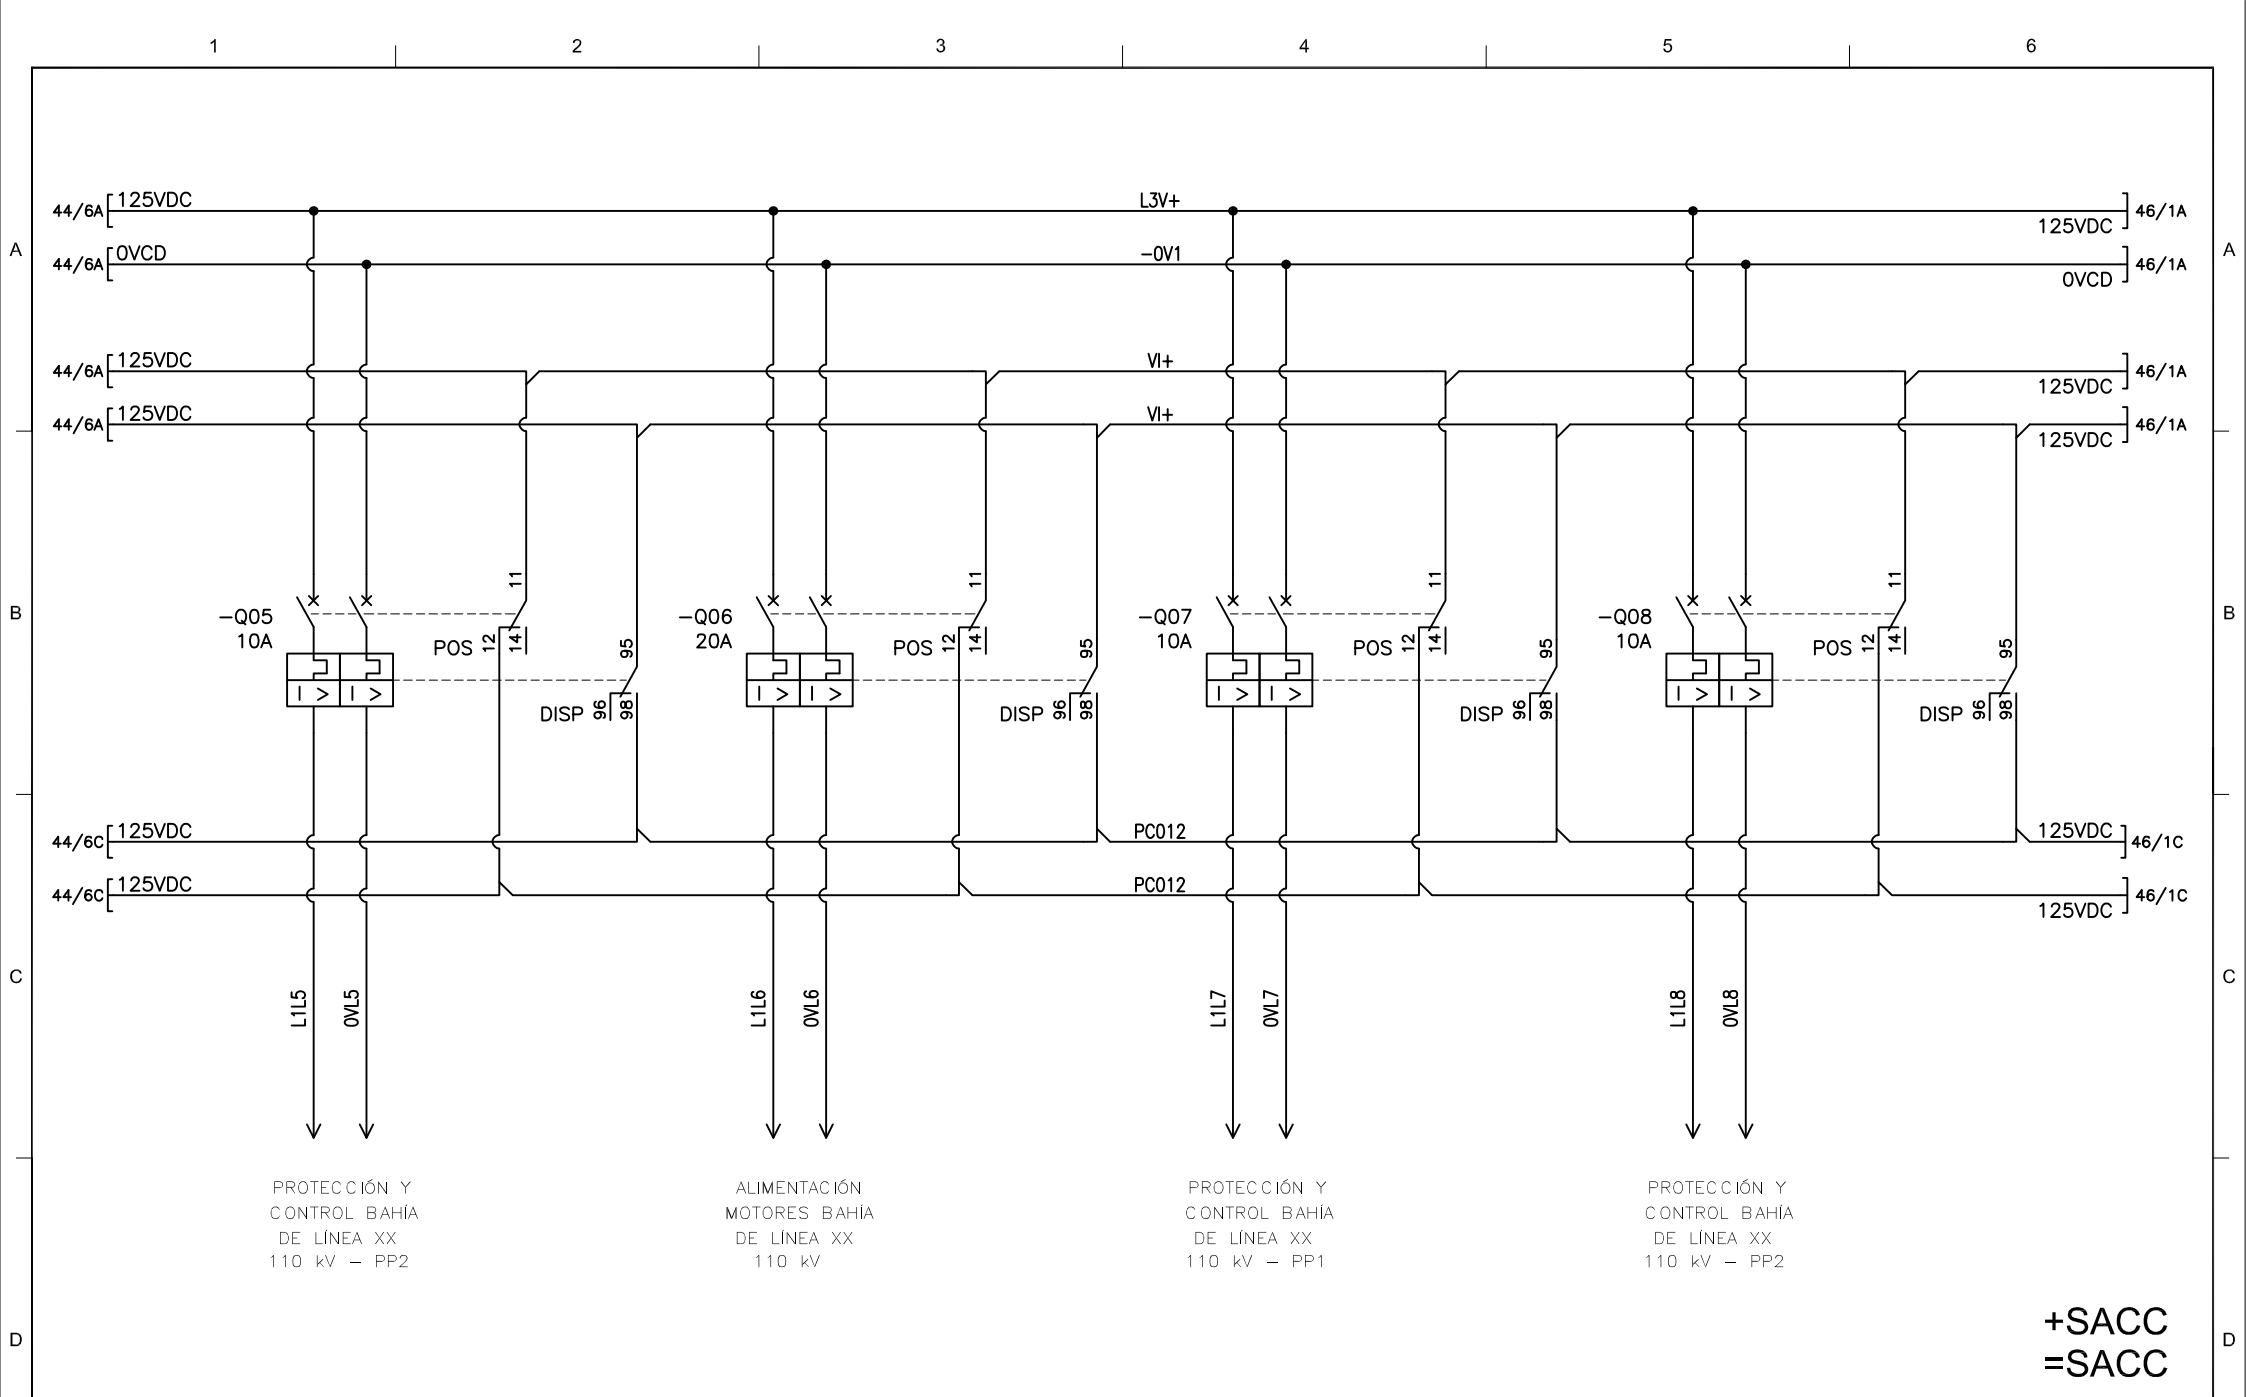 1 2 3 4 5 6
44/6A 125VDC L3V+ 125VDC 46/1A
A 44/6A 0VCD -0V1 0VCD 46/1A A
44/6A 125VDC VI+ 125VDC 46/1A
44/6A 125VDC VI+ 125VDC 46/1A
11 11 11 11
B -Q05 -Q06 -Q07 -Q08 B
10A 20A 10A 10A
POS 12 14 95 POS 12 14 95 POS 12 14 95 POS 12 14 95
I > I > I > I > I > I > I > I >
DISP 96 98 DISP 96 98 DISP 96 98 DISP 96 98
44/6C 125VDC PC012 125VDC 46/1C
44/6C 125VDC PC012 125VDC 46/1C
C C
L1L5 0VL5 L1L6 0VL6 L1L7 0VL7 L1L8 0VL8
PROTECCIÓN Y
CONTROL BAHÍA
DE LÍNEA XX
110 kV – PP2
ALIMENTACIÓN
MOTORES BAHÍA
DE LÍNEA XX
110 kV
PROTECCIÓN Y
CONTROL BAHÍA
DE LÍNEA XX
110 kV – PP1
PROTECCIÓN Y
CONTROL BAHÍA
DE LÍNEA XX
110 kV – PP2
+SACC
D D
=SACC